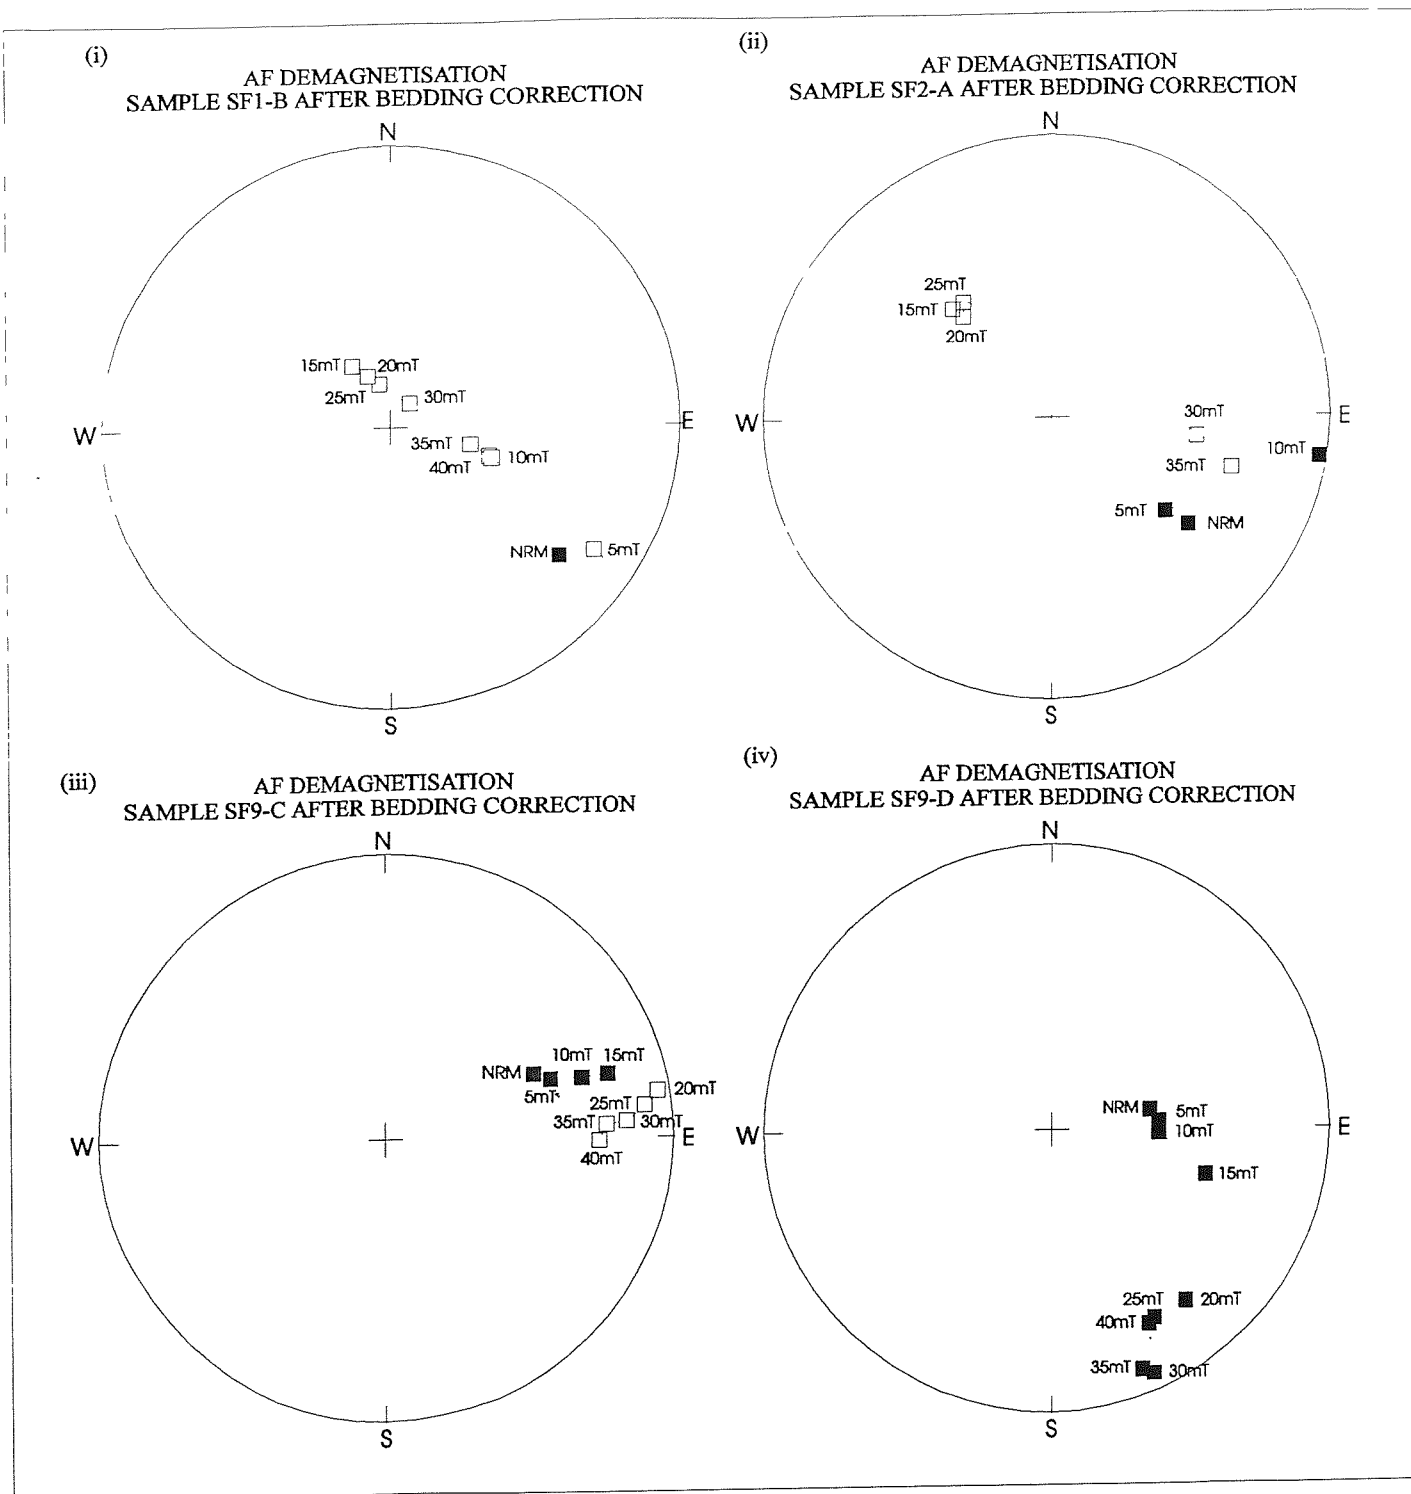 (i)
AF DEMAGNETISATION
SAMPLE SF1-B AFTER BEDDING CORRECTION
N
15mT
20mT
25mT
30mT
W
E
35mT
40mT
10mT
NRM
5mT
S
(ii)
AF DEMAGNETISATION
SAMPLE SF2-A AFTER BEDDING CORRECTION
N
25mT
15mT
20mT
W
E
30mT
10mT
35mT
5mT
NRM
S
(iii)
AF DEMAGNETISATION
SAMPLE SF9-C AFTER BEDDING CORRECTION
N
10mT
15mT
NRM
5mT
20mT
25mT
35mT
30mT
W
E
40mT
S
(iv)
AF DEMAGNETISATION
SAMPLE SF9-D AFTER BEDDING CORRECTION
N
NRM
5mT
10mT
W
E
15mT
25mT
20mT
40mT
35mT
30mT
S